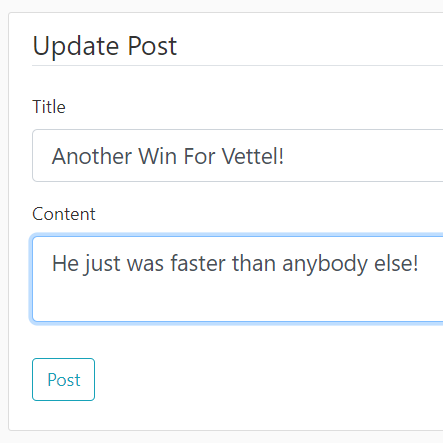 Update Post
Title
Another Win For Vettel!
Content
He just was faster than anybody else!
Post